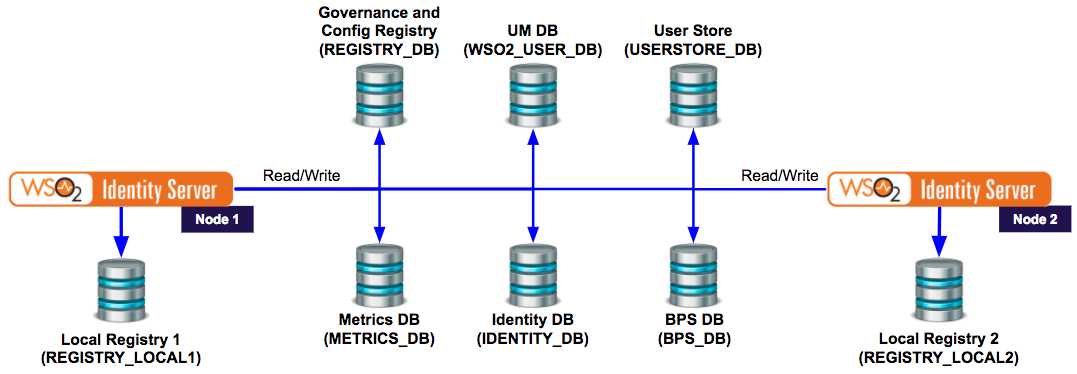 Governance and
Config Registry
(REGISTRY_DB)
UM DB
(WSO2_USER_DB)
User Store
(USERSTORE_DB)
WSO2 Identity Server
Node 1
Read/Write
Read/Write
WSO2 Identity Server
Node 2
Local Registry 1
(REGISTRY_LOCAL1)
Metrics DB
(METRICS_DB)
Identity DB
(IDENTITY_DB)
BPS DB
(BPS_DB)
Local Registry 2
(REGISTRY_LOCAL2)